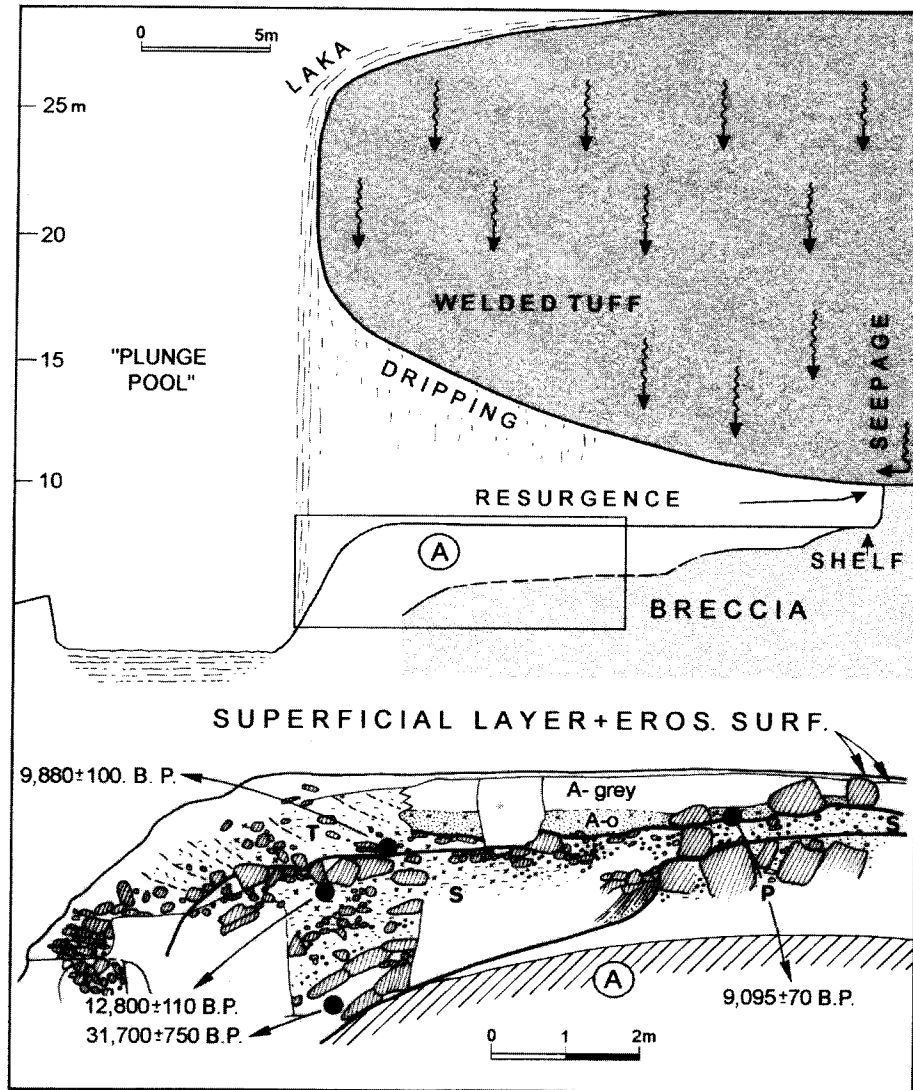 0 5m
LAKA
25 m
20
WELDED TUFF
15
"PLUNGE
POOL"
DRIPPING
SEEPAGE
10
RESURGENCE
A
SHELF
BRECCIA
SUPERFICIAL LAYER+EROS. SURF.
9,880±100. B. P.
A- grey
A-o
T
S
S
P
A
12,800±110 B.P.
31,700±750 B.P.
9,095±70 B.P.
0 1 2m